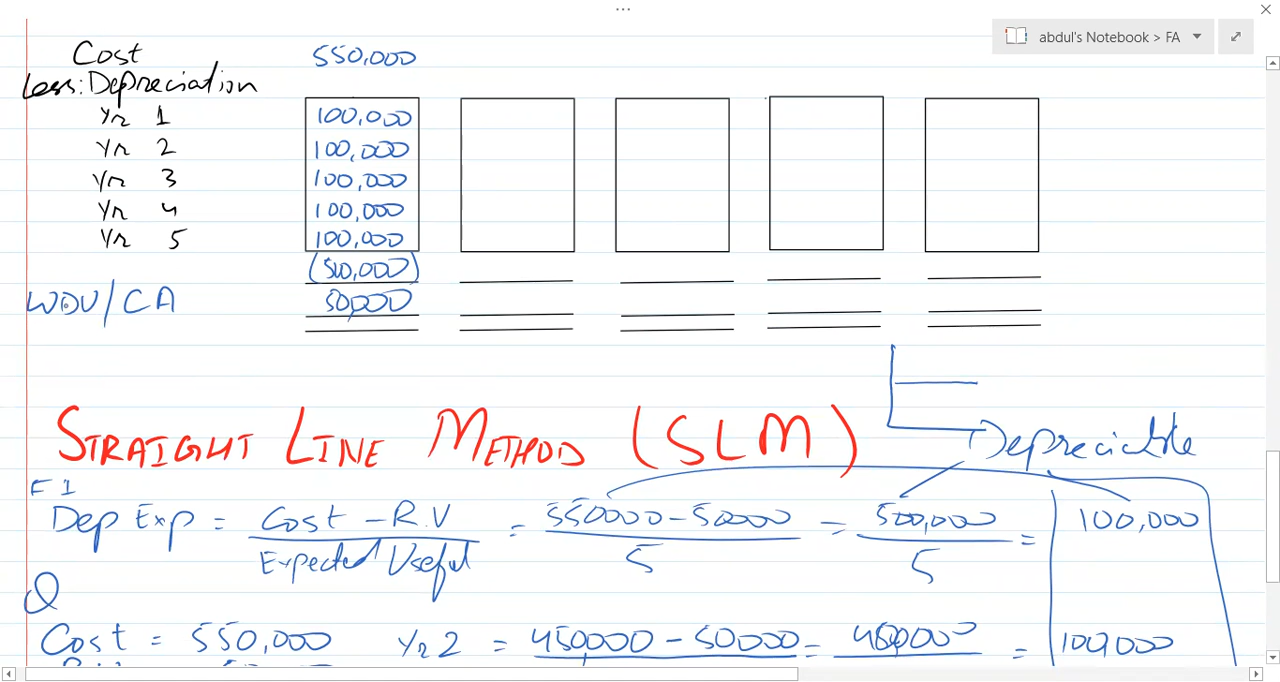 abdul's Notebook > FA
Cost 550,000
Less: Depreciation
Yr 1 100,000
Yr 2 100,000
Yr 3 100,000
Yr 4 100,000
Yr 5 100,000
(500,000)
WDV/CA 50,000
STRAIGHT LINE METHOD (SLM)
Depreciable
F1
Dep Exp = Cost - R.V / Expected Useful = 550000 - 50000 / 5 = 500,000 / 5 = 100,000
Q
Cost = 550,000 Yr 2 = 450000 - 50000 = 400,000 = 100,000